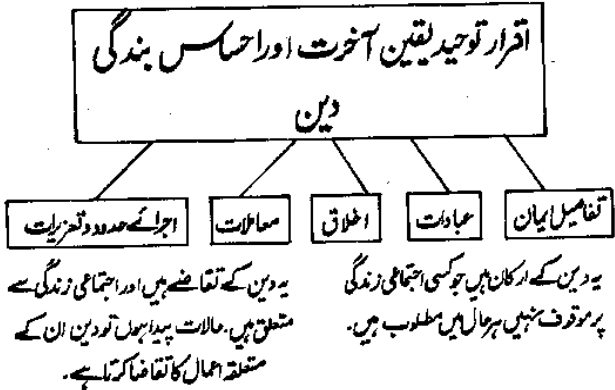 اقرار توحید یقین آخرت اور احساس بندگی
دین
تفاصیل ایمان
عبادات
اخلاق
معاملات
اجرائے حدود و تعزیرات
یہ دین کے ارکان ہیں جو کسی اجتماعی زندگی
پر موقوف نہیں ہر حال میں مطلوب ہیں۔
یہ دین کے تقاضے ہیں اور اجتماعی زندگی سے
متعلق ہیں۔ حالات پیدا ہوں تو دین ان کے
متعلقہ اعمال کا تقاضا کرتا ہے۔